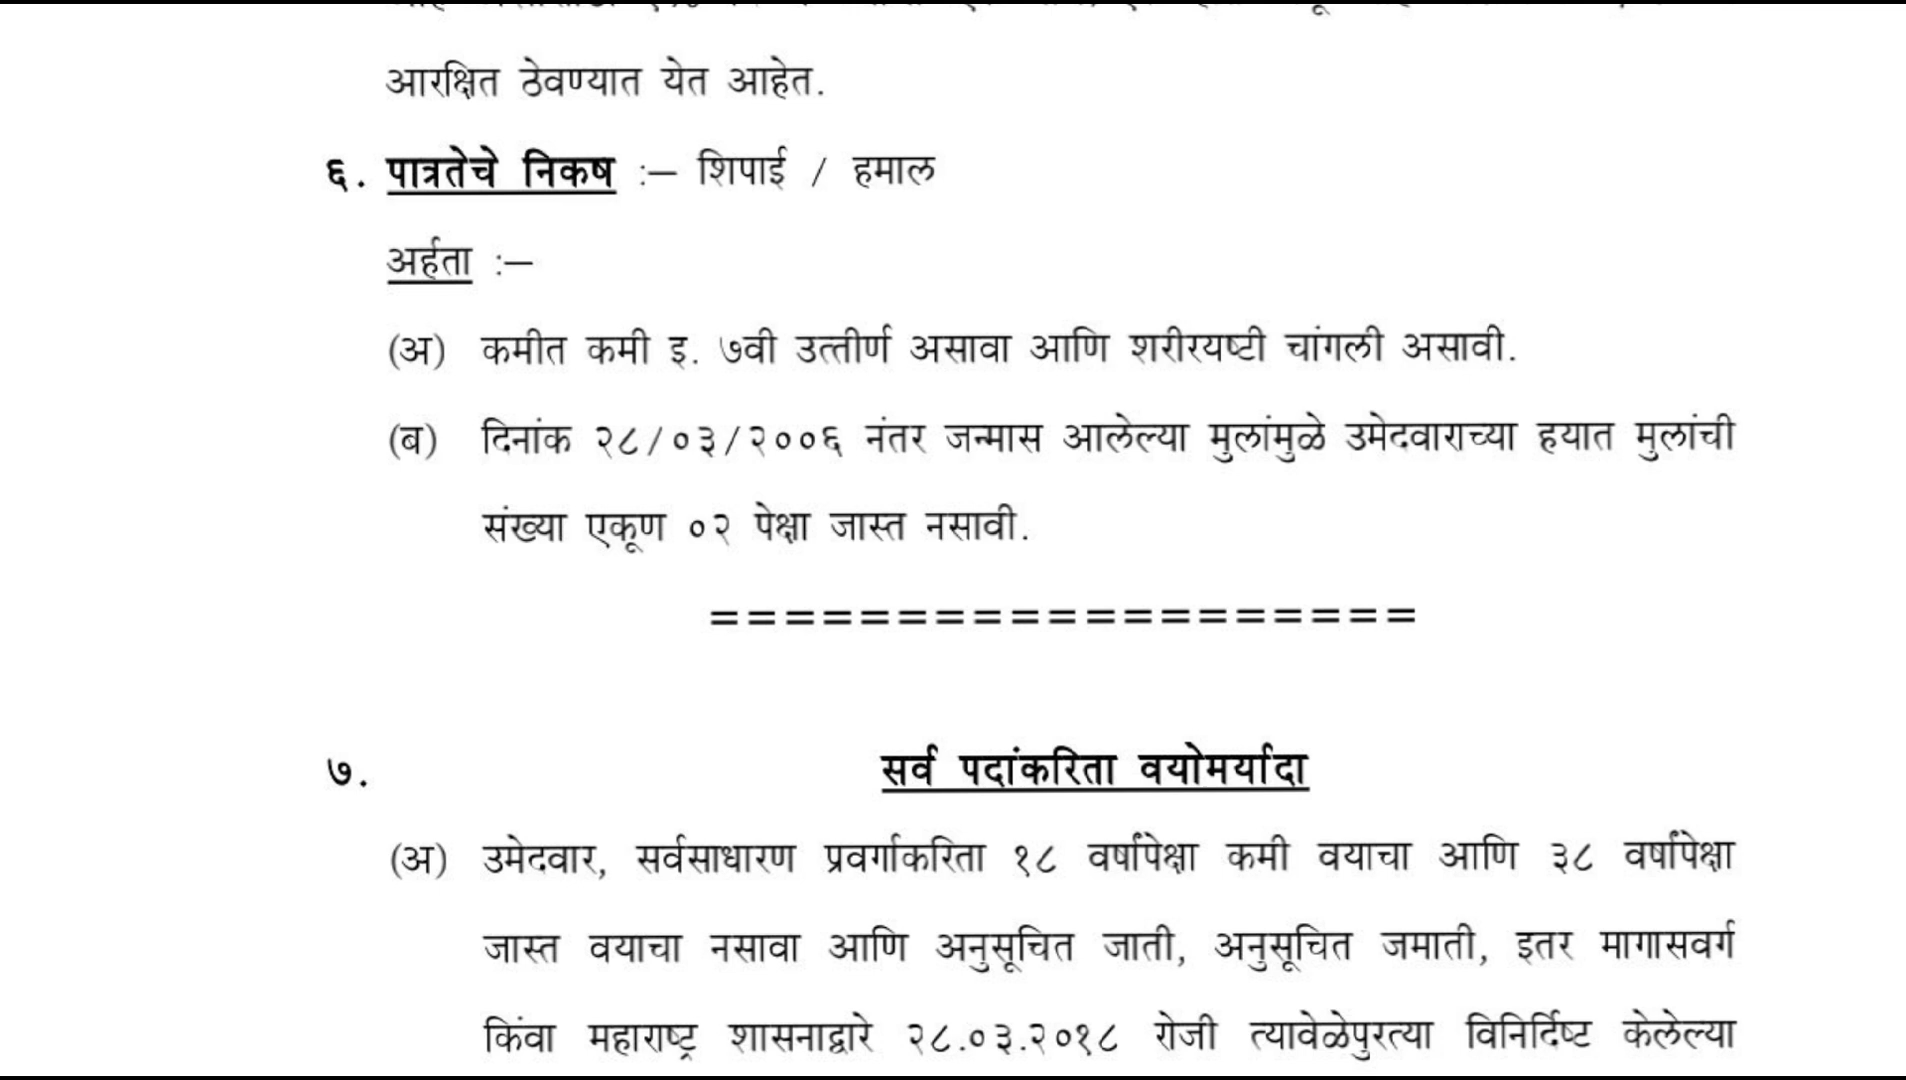 आरक्षित ठेवण्यात येत आहेत.
६. पात्रतेचे निकष :– शिपाई / हमाल
अर्हता :–
(अ) कमीत कमी इ. ७वी उत्तीर्ण असावा आणि शरीरयष्टी चांगली असावी.
(ब) दिनांक २८/०३/२००६ नंतर जन्मास आलेल्या मुलांमुळे उमेदवाराच्या हयात मुलांची
संख्या एकूण ०२ पेक्षा जास्त नसावी.
===================
७. सर्व पदांकरिता वयोमर्यादा
(अ) उमेदवार, सर्वसाधारण प्रवर्गाकरिता १८ वर्षांपेक्षा कमी वयाचा आणि ३८ वर्षांपेक्षा
जास्त वयाचा नसावा आणि अनुसूचित जाती, अनुसूचित जमाती, इतर मागासवर्ग
किंवा महाराष्ट्र शासनाद्वारे २८.०३.२०१८ रोजी त्यावेळेपुरत्या विनिर्दिष्ट केलेल्या